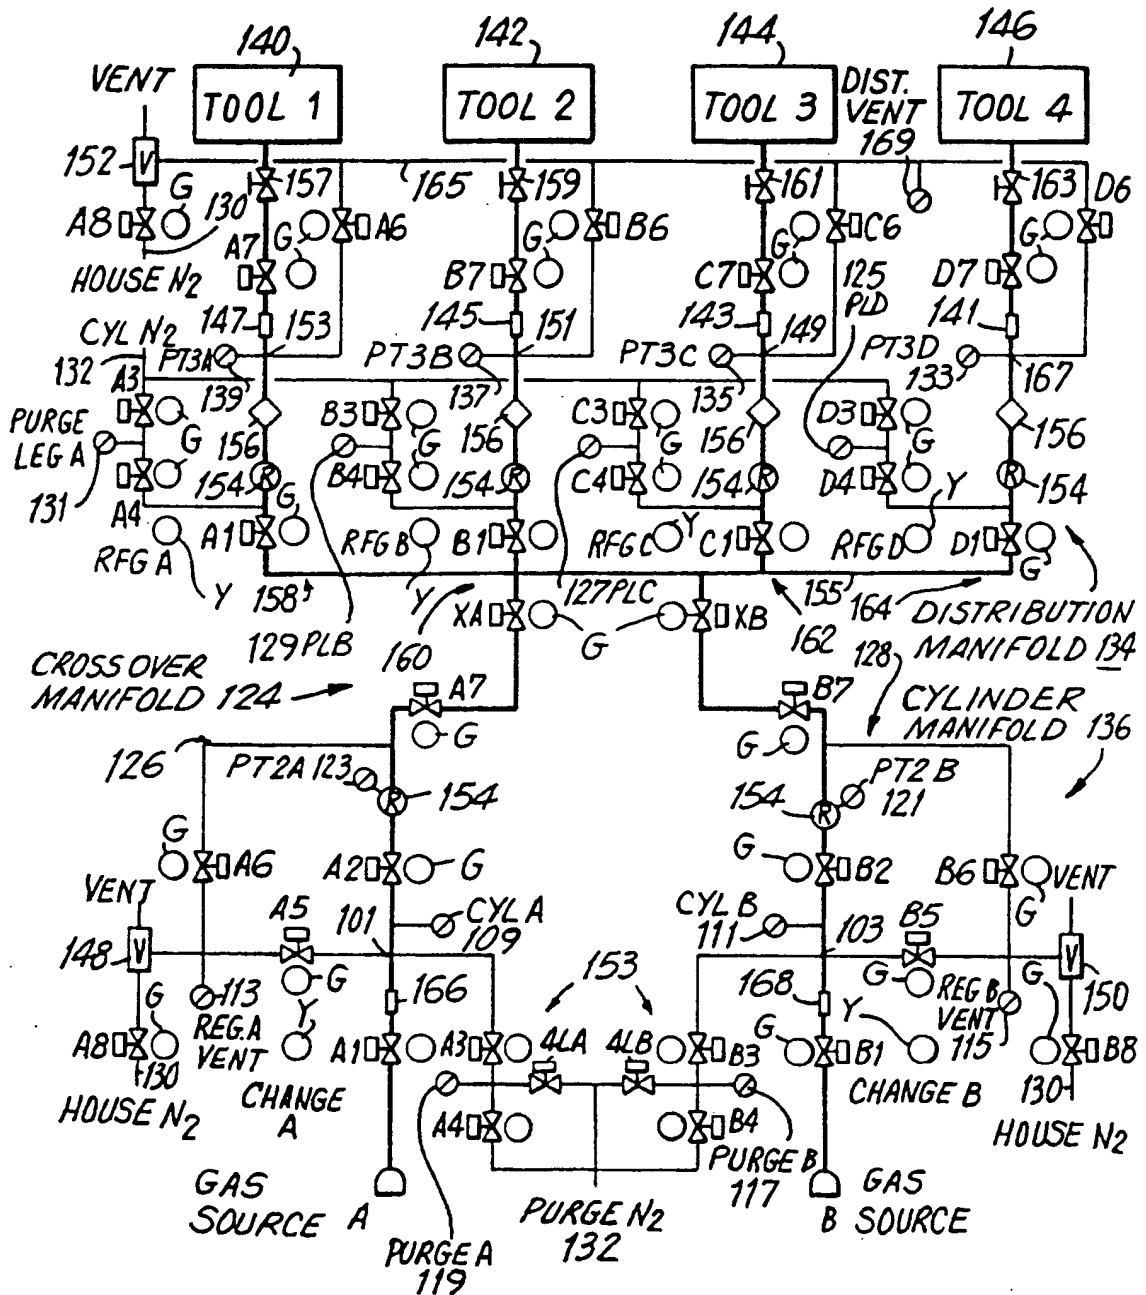 140 142 144 146
VENT TOOL 1 TOOL 2 TOOL 3 DIST. VENT TOOL 4
152 V 157 165 159 161 169 163 D6
A8 G 130 G A6 G B6 G C6 G
HOUSE N2 A7 B7 C7 125 D7
CYL N2 147 153 145 151 143 149 PLD 141
132 PT3A PT3B PT3C PT3D 133 167
A3 139 137 135
PURGE LEG A G 156 B3 G 156 C3 G 156 D3 G 156
131 G 154 R B4 154 R C4 154 R D4 Y R 154
A4 G
RFG A A1 RFG B B1 RFG C Y C1 RFG D D1 G
Y 158 Y 127 PLC 155 164
129 PLB 160 XA G XB 162 DISTRIBUTION MANIFOLD 134
CROSSOVER MANIFOLD 124 A7 G B7 G 128 CYLINDER MANIFOLD 136
126 PT2A 123 R 154 154 R PT2B 121
G A6 A2 G G B2 B6 G VENT
VENT A5 101 CYL A 109 CYL B 111 103 B5
148 V G 153 G V 150
G 113 REG. A VENT Y 166 168 Y REG B VENT 115 G
A8 130 A1 A3 4LA 4LB B3 G B1 130 B8
HOUSE N2 CHANGE A A4 B4 CHANGE B HOUSE N2
GAS SOURCE A PURGE N2 132 PURGE B 117 B GAS SOURCE
PURGE A 119